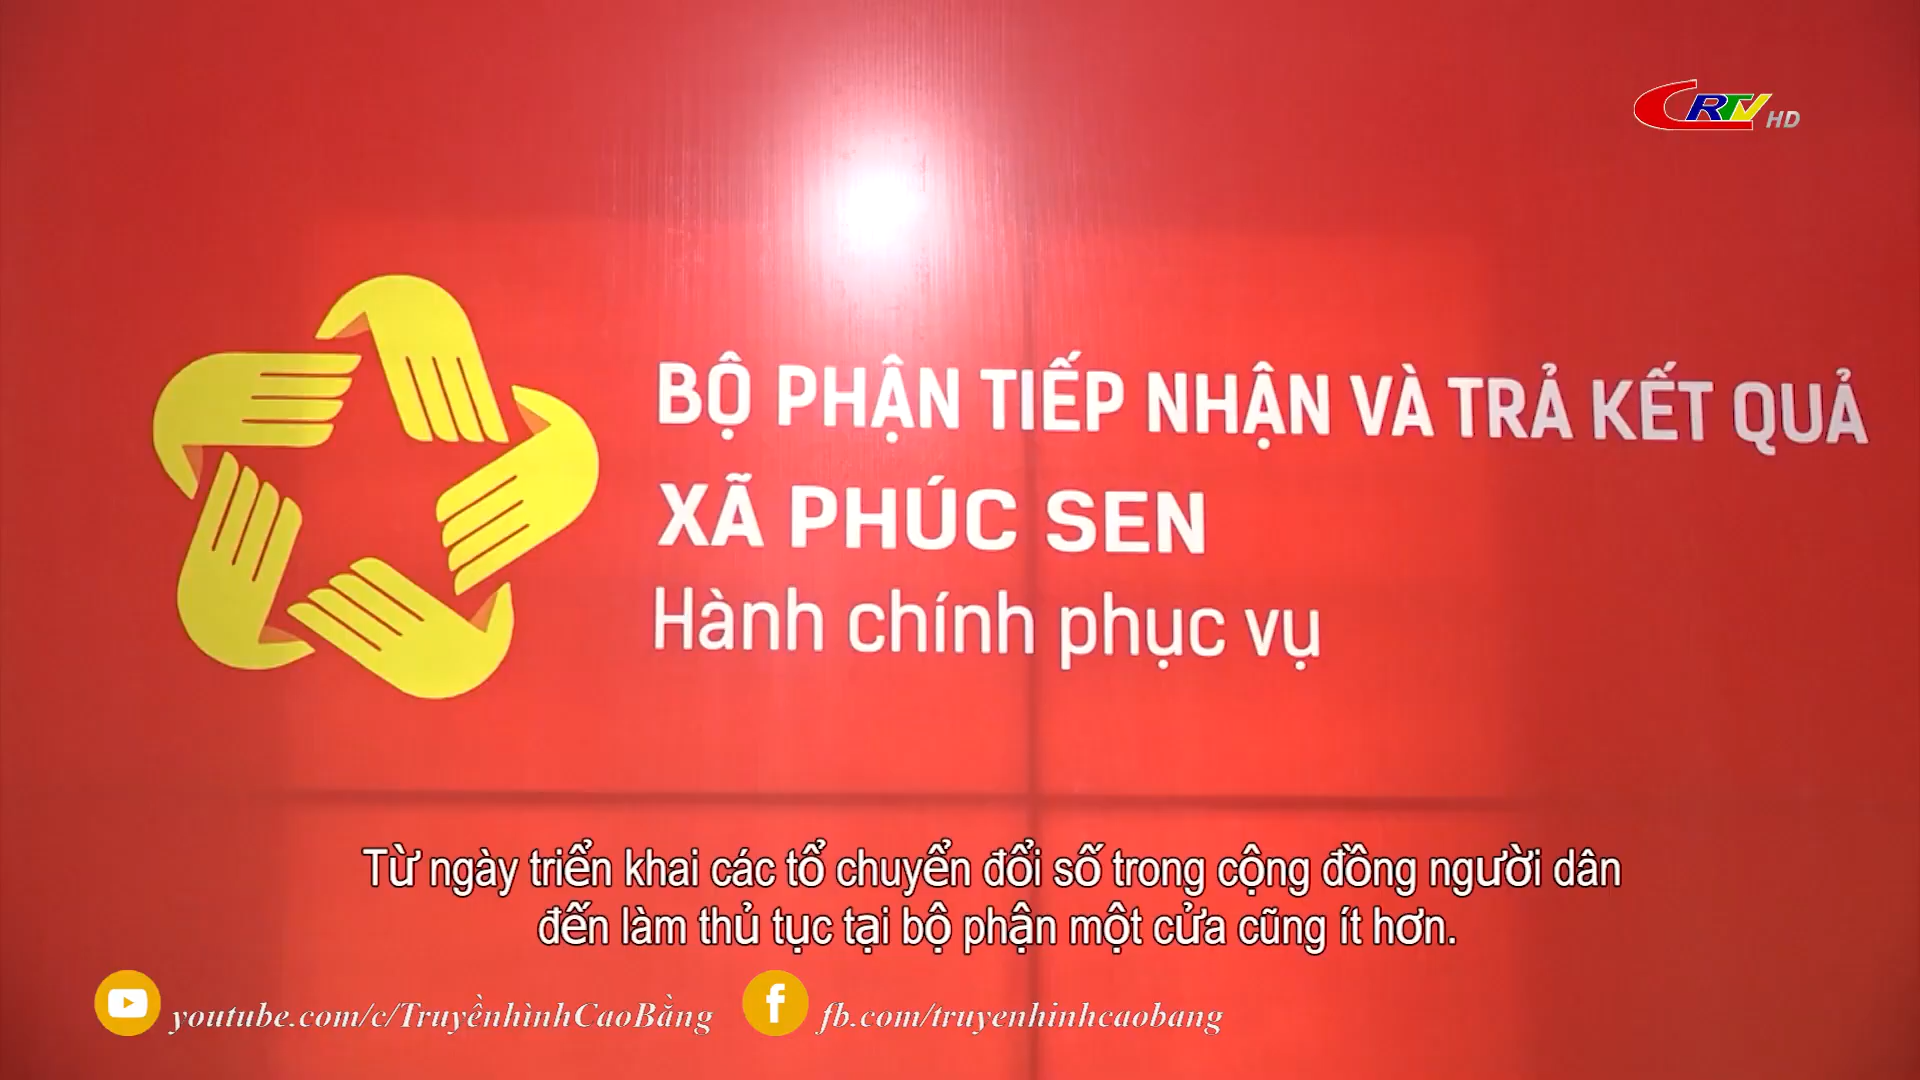 CRTV HD
BỘ PHẬN TIẾP NHẬN VÀ TRẢ KẾT QUẢ
XÃ PHÚC SEN
Hành chính phục vụ
Từ ngày triển khai các tổ chuyển đổi số trong cộng đồng người dân
đến làm thủ tục tại bộ phận một cửa cũng ít hơn.
youtube.com/c/TruyềnhìnhCaoBằng
fb.com/truyenhinhcaobang